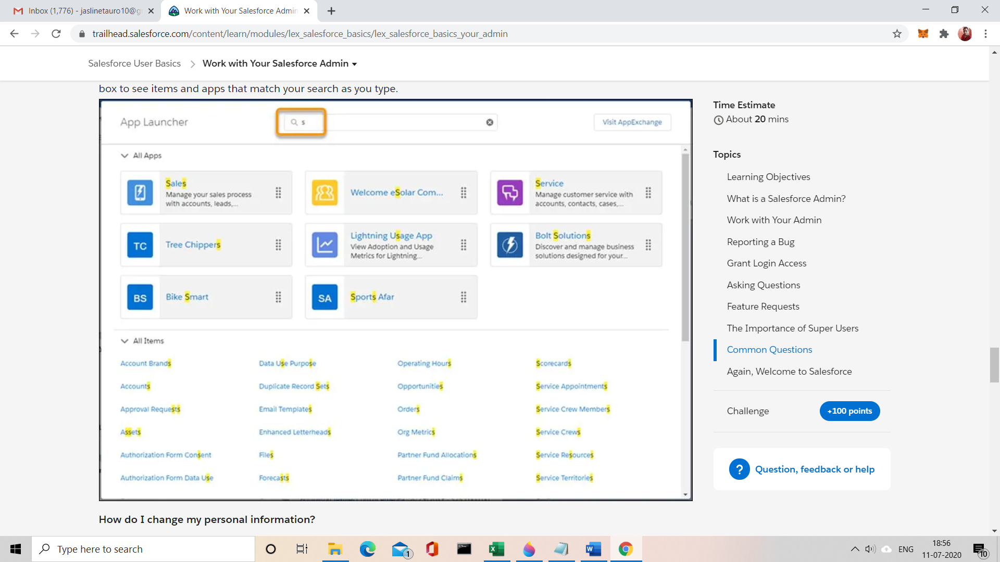 Inbox (1,776) - jaslinetauro10@g
Work with Your Salesforce Admin
trailhead.salesforce.com/content/learn/modules/lex_salesforce_basics/lex_salesforce_basics_your_admin
Salesforce User Basics
Work with Your Salesforce Admin
box to see items and apps that match your search as you type.
App Launcher
s
Visit AppExchange
All Apps
Sales
Manage your sales process
with accounts, leads,...
Welcome eSolar Com...
Service
Manage customer service with
accounts, contacts, cases,...
TC
Tree Chippers
Lightning Usage App
View Adoption and Usage
Metrics for Lightning...
Bolt Solutions
Discover and manage business
solutions designed for your...
BS
Bike Smart
SA
Sports Afar
All Items
Account Brands
Data Use Purpose
Operating Hours
Scorecards
Accounts
Duplicate Record Sets
Opportunities
Service Appointments
Approval Requests
Email Templates
Orders
Service Crew Members
Assets
Enhanced Letterheads
Org Metrics
Service Crews
Authorization Form Consent
Files
Partner Fund Allocations
Service Resources
Authorization Form Data Use
Forecasts
Partner Fund Claims
Service Territories
How do I change my personal information?
Time Estimate
About 20 mins
Topics
Learning Objectives
What is a Salesforce Admin?
Work with Your Admin
Reporting a Bug
Grant Login Access
Asking Questions
Feature Requests
The Importance of Super Users
Common Questions
Again, Welcome to Salesforce
Challenge
+100 points
? Question, feedback or help
Type here to search
1
ENG
18:56
11-07-2020
10